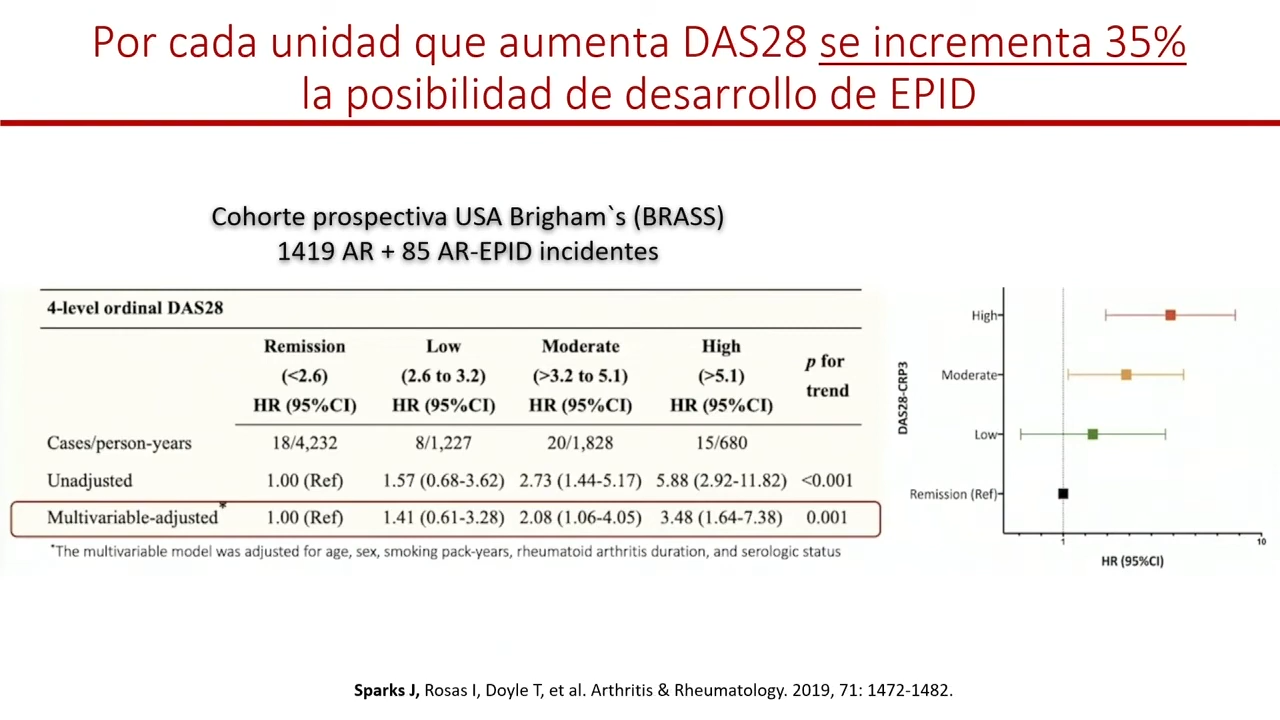 Por cada unidad que aumenta DAS28 se incrementa 35%
la posibilidad de desarrollo de EPID
Cohorte prospectiva USA Brigham`s (BRASS)
1419 AR + 85 AR-EPID incidentes
4-level ordinal DAS28
Remission Low Moderate High p for
(<2.6) (2.6 to 3.2) (>3.2 to 5.1) (>5.1) trend
HR (95%CI) HR (95%CI) HR (95%CI) HR (95%CI)
Cases/person-years 18/4,232 8/1,227 20/1,828 15/680
Unadjusted 1.00 (Ref) 1.57 (0.68-3.62) 2.73 (1.44-5.17) 5.88 (2.92-11.82) <0.001
Multivariable-adjusted* 1.00 (Ref) 1.41 (0.61-3.28) 2.08 (1.06-4.05) 3.48 (1.64-7.38) 0.001
*The multivariable model was adjusted for age, sex, smoking pack-years, rheumatoid arthritis duration, and serologic status
DAS28-CRP3
High
Moderate
Low
Remission (Ref)
1 10
HR (95%CI)
Sparks J, Rosas I, Doyle T, et al. Arthritis & Rheumatology. 2019, 71: 1472-1482.